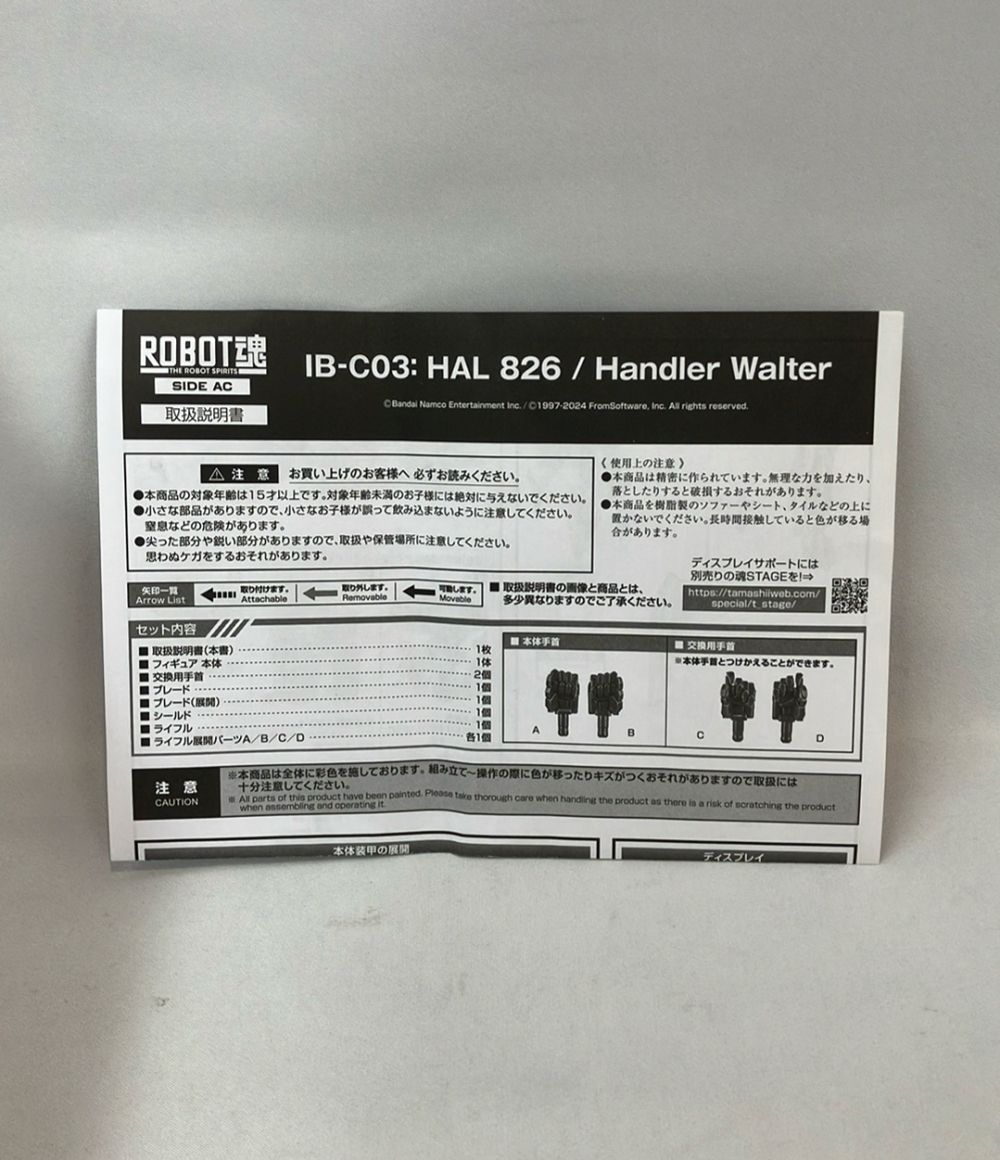 ROBOT魂
THE ROBOT SPIRITS
SIDE AC
取扱説明書
IB-C03: HAL 826 / Handler Walter
©Bandai Namco Entertainment Inc. / ©1997-2024 FromSoftware, Inc. All rights reserved.
⚠ 注 意 お買い上げのお客様へ 必ずお読みください。
●本商品の対象年齢は15才以上です。対象年齢未満のお子様には絶対に与えないでください。
●小さな部品がありますので、小さなお子様が誤って飲み込まないように注意してください。
窒息などの危険があります。
●尖った部分や鋭い部分がありますので、取扱や保管場所に注意してください。
思わぬケガをするおそれがあります。
《 使用上の注意 》
●本商品は精密に作られています。無理な力を加えたり、
落としたりすると破損するおそれがあります。
●本商品を樹脂製のソファーやシート、タイルなどの上に
置かないでください。長時間接触していると色が移る場
合があります。
ディスプレイサポートには
別売りの魂STAGEを!⇒
https://tamashiiweb.com/
special/t_stage/
矢印一覧
Arrow List
取り付けます。
Attachable
取り外します。
Removable
可動します。
Movable
■ 取扱説明書の画像と商品とは、
多少異なりますのでご了承ください。
セット内容
■ 取扱説明書(本書) 1枚
■ フィギュア 本体 1体
■ 交換用手首 2個
■ ブレード 1個
■ ブレード(展開) 1個
■ シールド 1個
■ ライフル 1個
■ ライフル展開パーツA/B/C/D 各1個
■ 本体手首
A
B
■ 交換用手首
※本体手首とつけかえることができます。
C
D
注 意
CAUTION
※本商品は全体に彩色を施しております。組み立て~操作の際に色が移ったりキズがつくおそれがありますので取扱には
十分注意してください。
※ All parts of this product have been painted. Please take thorough care when handling the product as there is a risk of scratching the product
when assembling and operating it.
本体装甲の展開
ディスプレイ